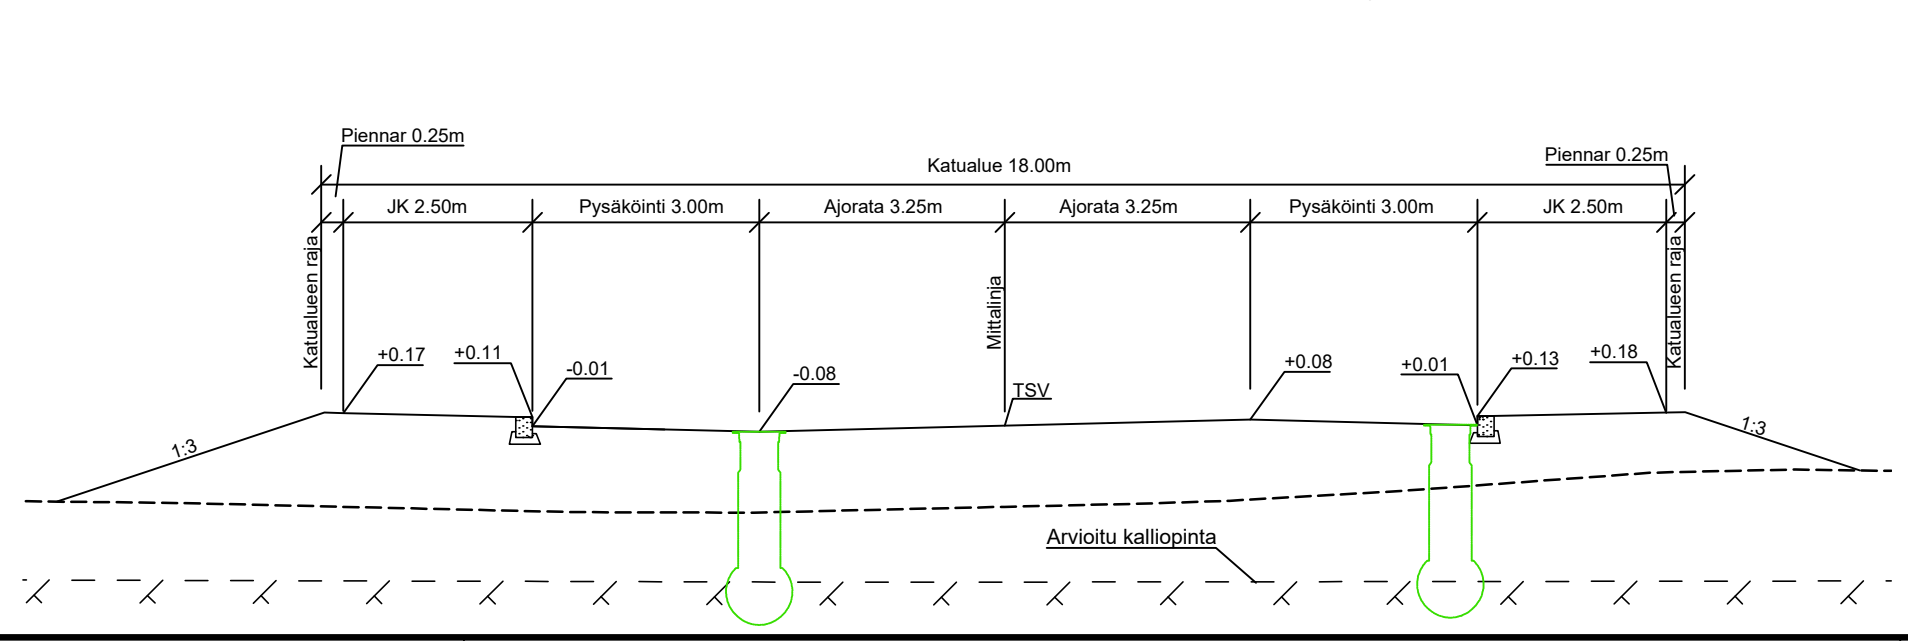 Piennar 0.25m
Katualue 18.00m
Piennar 0.25m
JK 2.50m
Pysäköinti 3.00m
Ajorata 3.25m
Ajorata 3.25m
Pysäköinti 3.00m
JK 2.50m
Katualueen raja
Mittalinja
Katualueen raja
+0.17
+0.11
-0.01
-0.08
TSV
+0.08
+0.01
+0.13
+0.18
1:3
1:3
Arvioitu kalliopinta